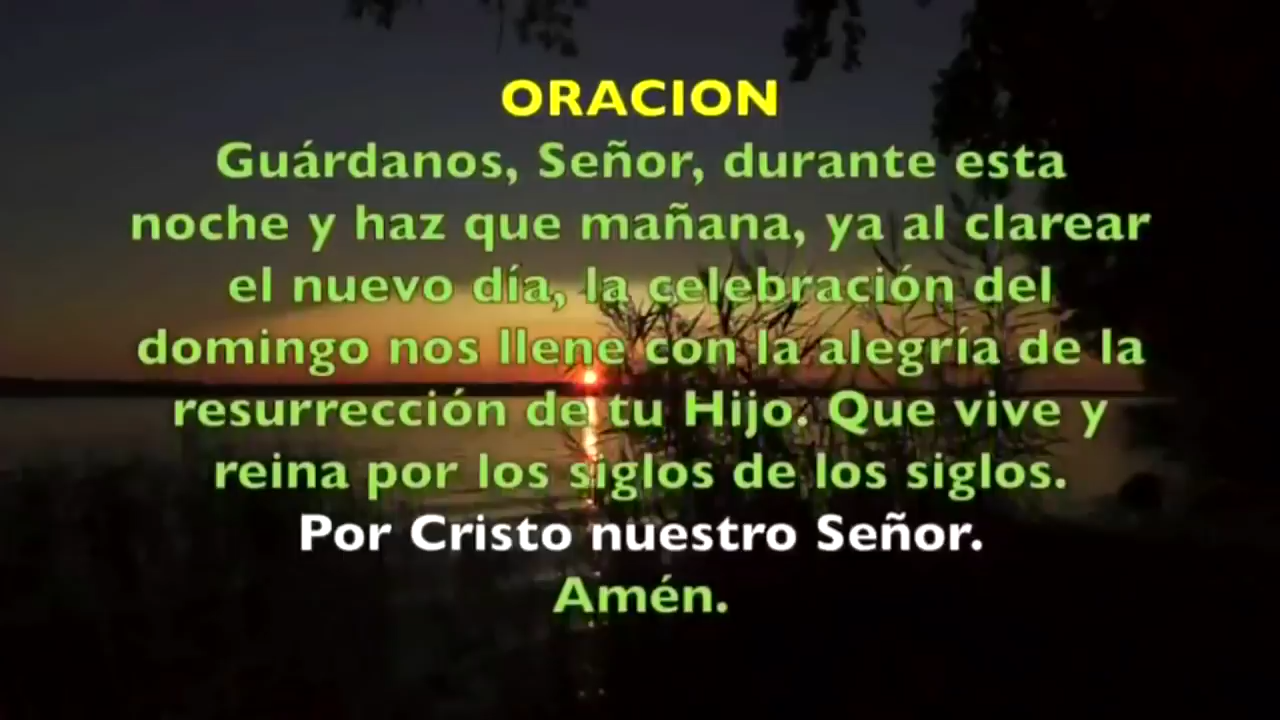 ORACION
Guárdanos, Señor, durante esta
noche y haz que mañana, ya al clarear
el nuevo día, la celebración del
domingo nos llene con la alegría de la
resurrección de tu Hijo. Que vive y
reina por los siglos de los siglos.
Por Cristo nuestro Señor.
Amén.